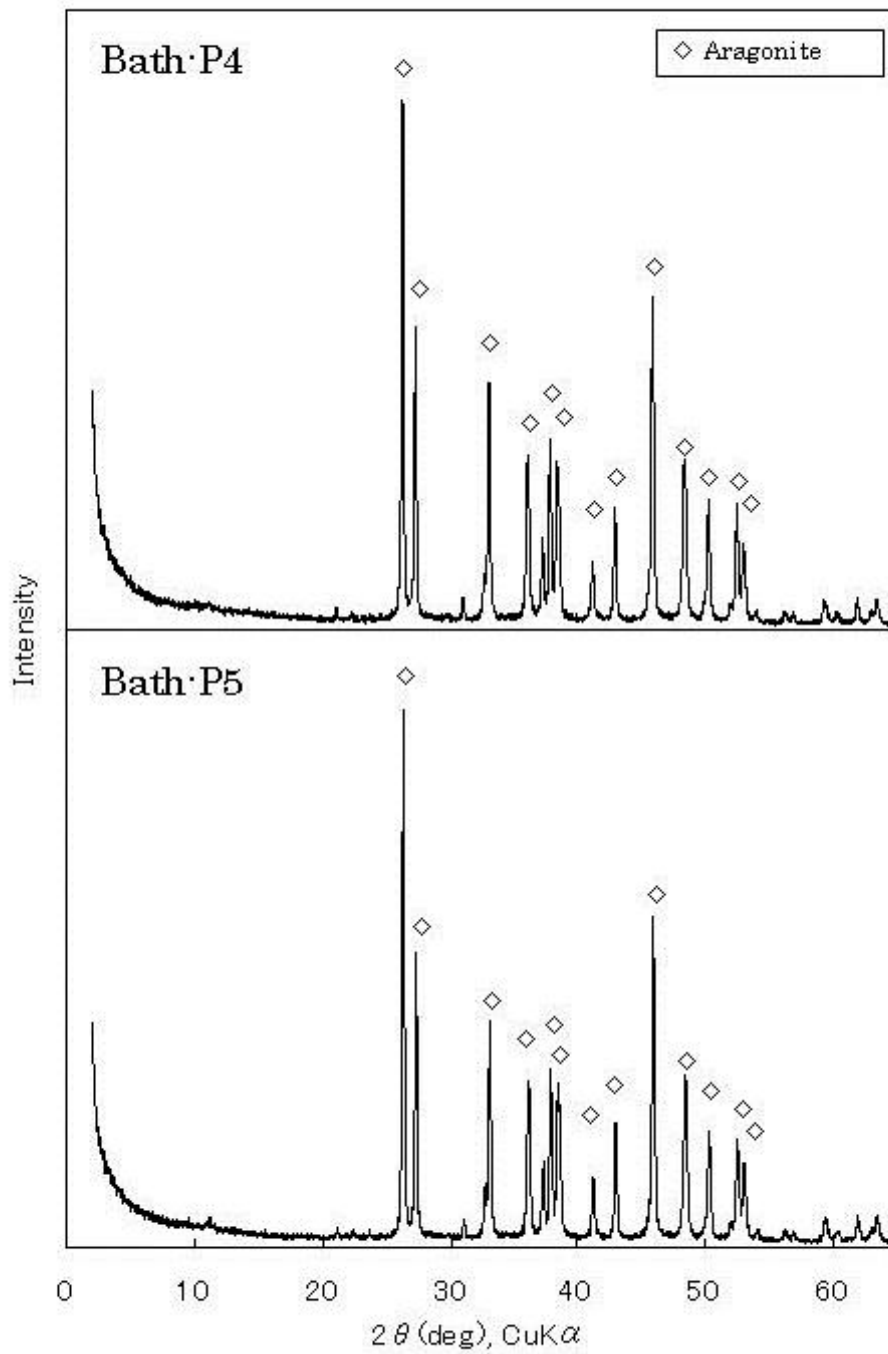 Bath·P4
◇ Aragonite
Intensity
Bath·P5
0 10 20 30 40 50 60
2θ(deg), CuKα